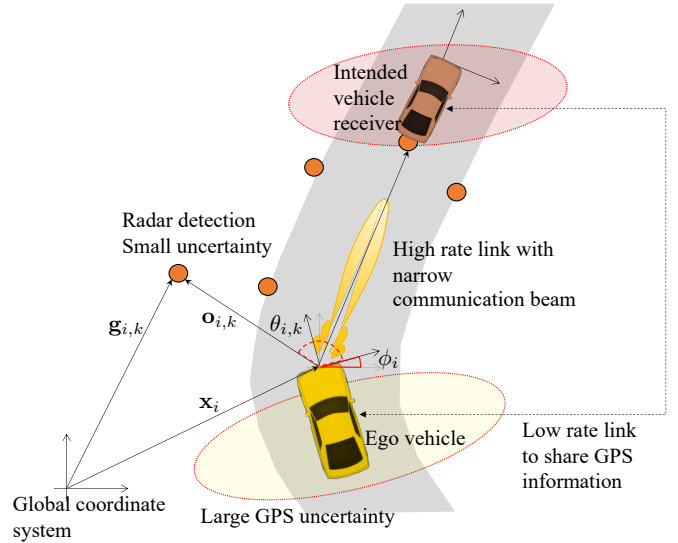 Intended
vehicle
receiver
Radar detection
Small uncertainty
High rate link with
narrow
communication beam
g_{i,k}
o_{i,k}
θ_{i,k}
ϕ_i
x_i
Ego vehicle
Low rate link
to share GPS
information
Global coordinate
system
Large GPS uncertainty